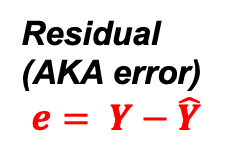 Residual
(AKA error)
e = Y − Ŷ